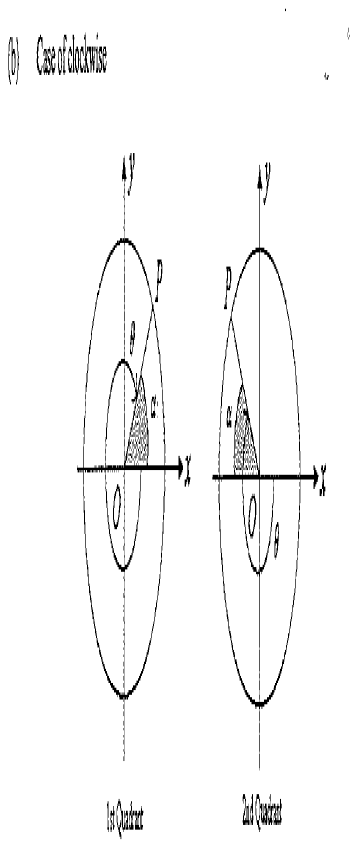 (b) Case of clockwise
y y
P P
θ
α α
x x
O O
θ
1st Quadrant 2nd Quadrant